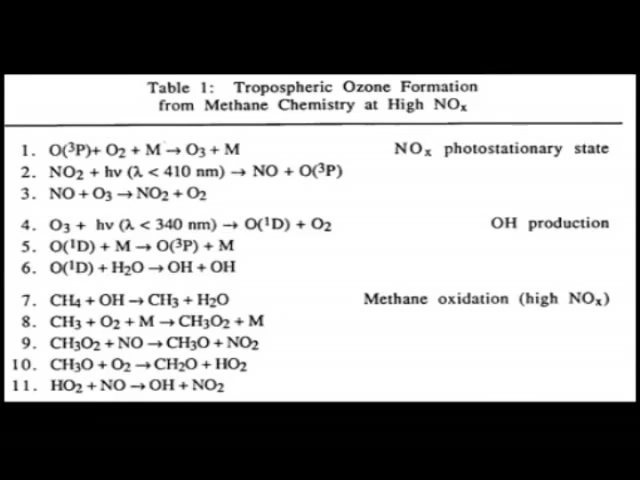 Table 1: Tropospheric Ozone Formation
from Methane Chemistry at High NOₓ
1. O(³P)+ O₂ + M → O₃ + M NOₓ photostationary state
2. NO₂ + hν (λ < 410 nm) → NO + O(³P)
3. NO + O₃ → NO₂ + O₂
4. O₃ + hν (λ < 340 nm) → O(¹D) + O₂ OH production
5. O(¹D) + M → O(³P) + M
6. O(¹D) + H₂O → OH + OH
7. CH₄ + OH → CH₃ + H₂O Methane oxidation (high NOₓ)
8. CH₃ + O₂ + M → CH₃O₂ + M
9. CH₃O₂ + NO → CH₃O + NO₂
10. CH₃O + O₂ → CH₂O + HO₂
11. HO₂ + NO → OH + NO₂